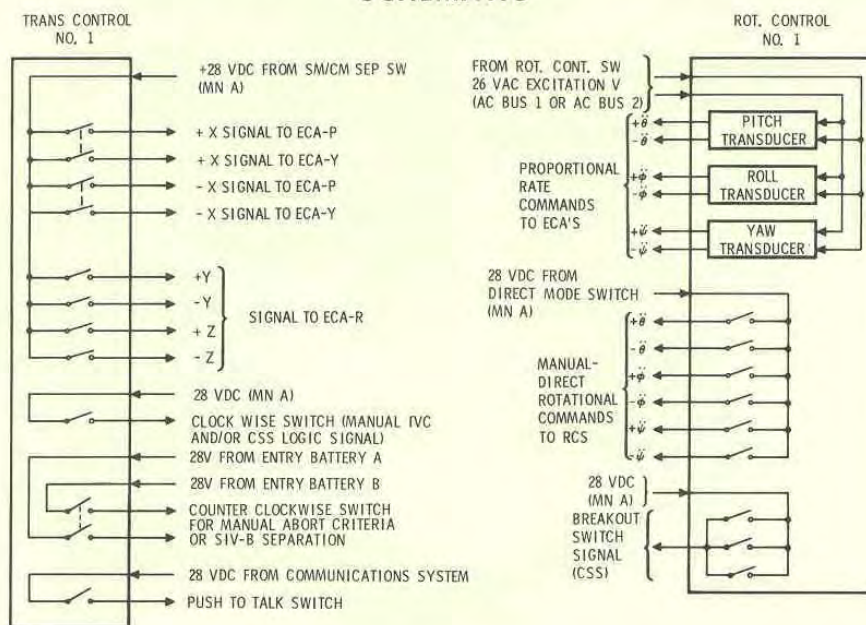 TRANS CONTROL
NO. 1
+28 VDC FROM SM/CM SEP SW
(MN A)
+ X SIGNAL TO ECA-P
+ X SIGNAL TO ECA-Y
- X SIGNAL TO ECA-P
- X SIGNAL TO ECA-Y
+Y
-Y
+ Z
- Z
SIGNAL TO ECA-R
28 VDC (MN A)
CLOCK WISE SWITCH (MANUAL IVC
AND/OR CSS LOGIC SIGNAL)
28V FROM ENTRY BATTERY A
28V FROM ENTRY BATTERY B
COUNTER CLOCKWISE SWITCH
FOR MANUAL ABORT CRITERIA
OR SIV-B SEPARATION
28 VDC FROM COMMUNICATIONS SYSTEM
PUSH TO TALK SWITCH
ROT. CONTROL
NO. 1
FROM ROT. CONT. SW
26 VAC EXCITATION V
(AC BUS 1 OR AC BUS 2)
PROPORTIONAL
RATE
COMMANDS
TO ECA'S
+θ̈
-θ̈
+φ̈
-φ̈
+ψ̈
-ψ̈
PITCH
TRANSDUCER
ROLL
TRANSDUCER
YAW
TRANSDUCER
28 VDC FROM
DIRECT MODE SWITCH
(MN A)
MANUAL-
DIRECT
ROTATIONAL
COMMANDS
TO RCS
+θ̈
-θ̈
+φ̈
-φ̈
+ψ̈
-ψ̈
28 VDC
(MN A)
BREAKOUT
SWITCH
SIGNAL
(CSS)